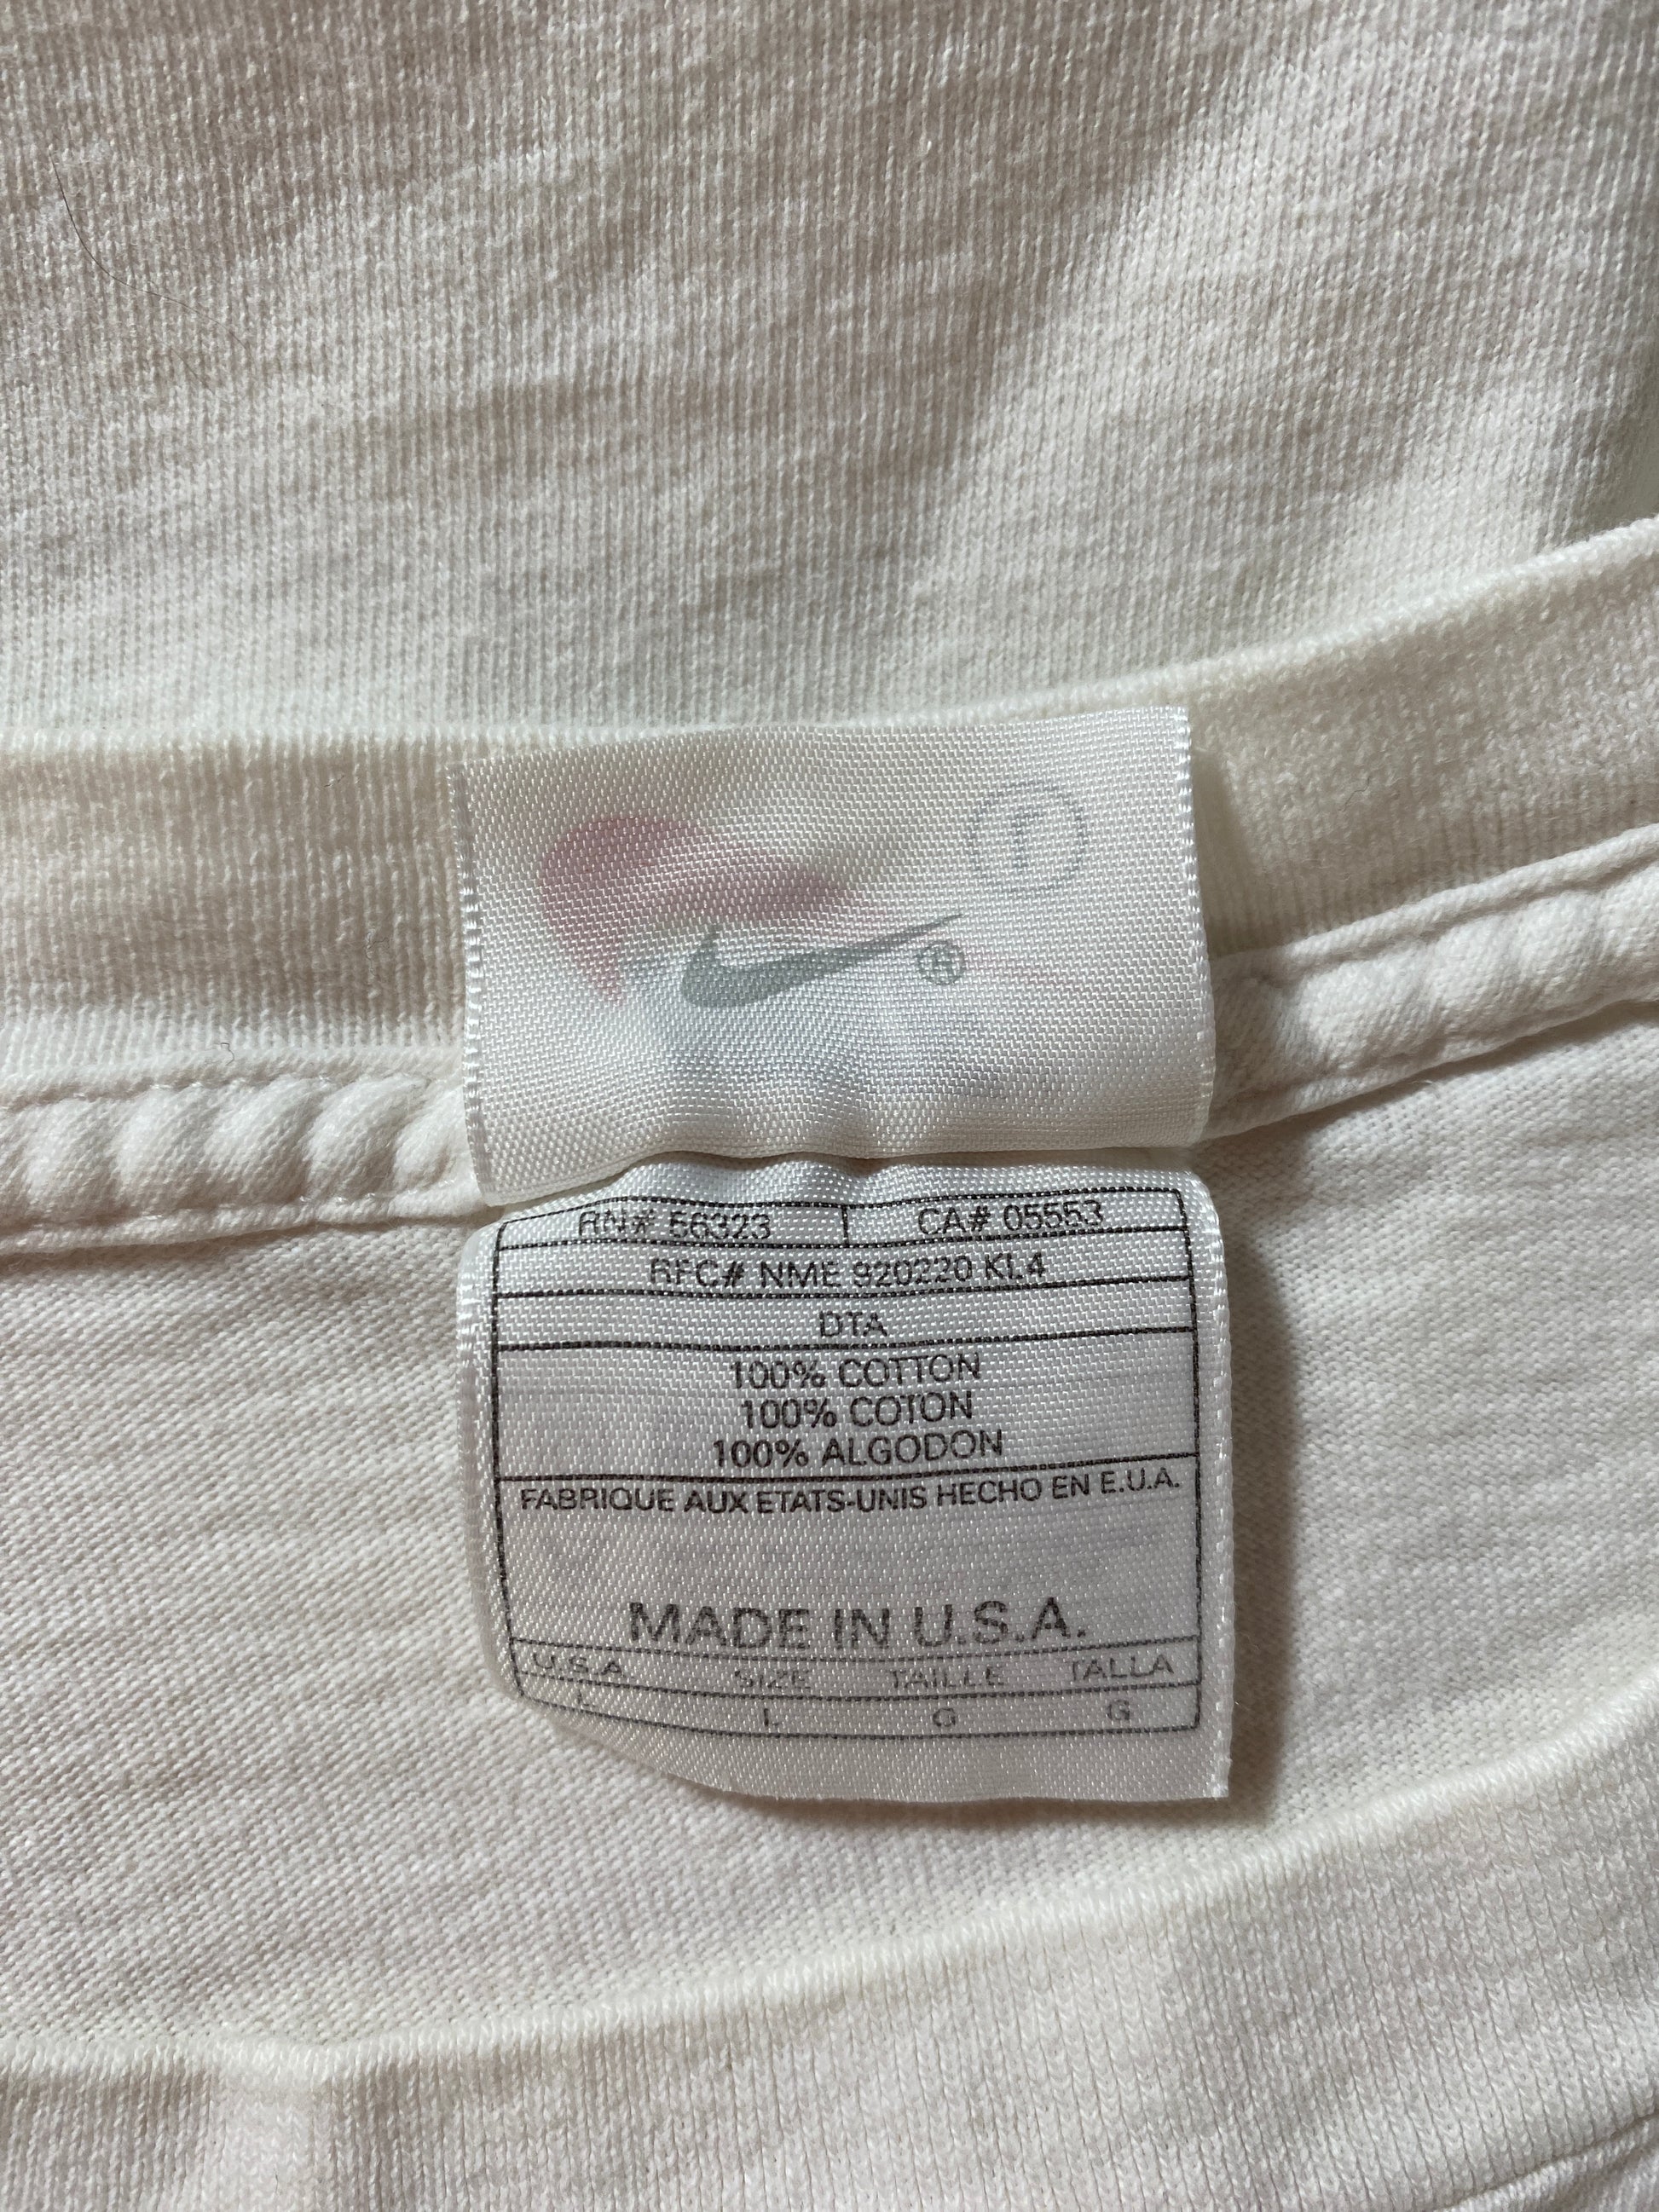 L
®
RN# 56323 CA# 05553
RFC# NME 920220 KL4
DTA
100% COTTON
100% COTON
100% ALGODON
FABRIQUE AUX ETATS-UNIS HECHO EN E.U.A.
MADE IN U.S.A.
U.S.A. SIZE TAILLE TALLA
L L G G